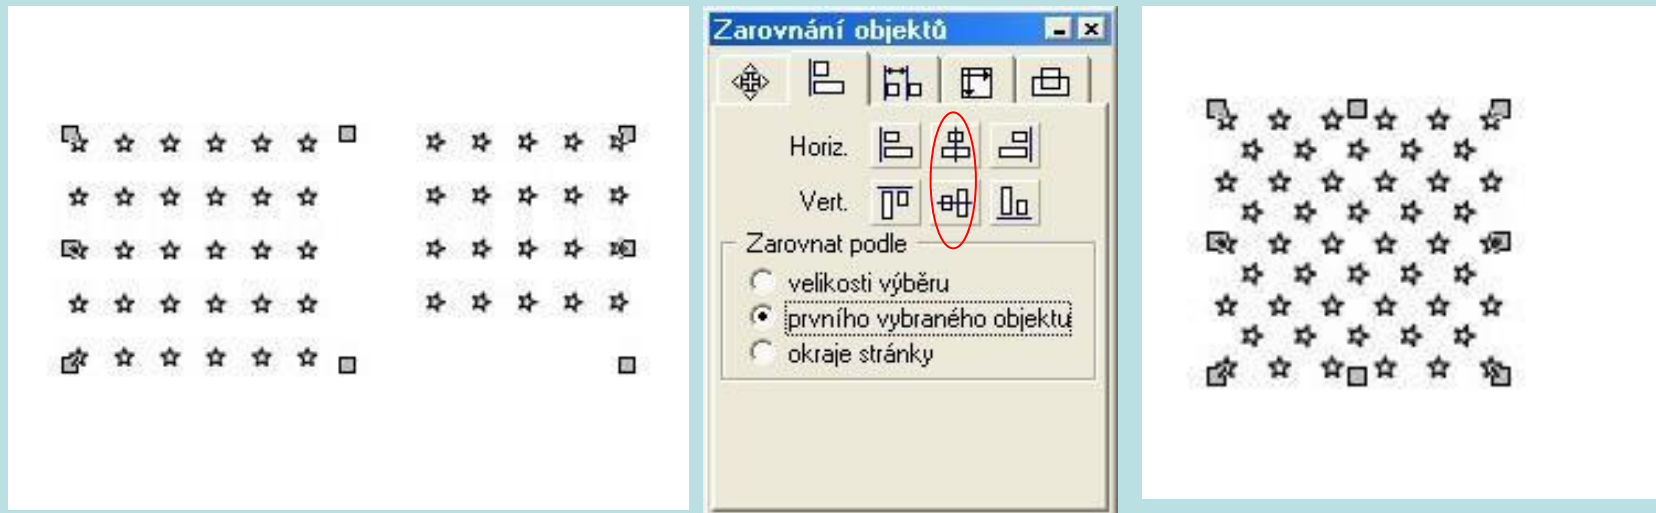 Zarovnání objektů
Horiz.
Vert.
Zarovnat podle
velikosti výběru
prvního vybraného objektu
okraje stránky